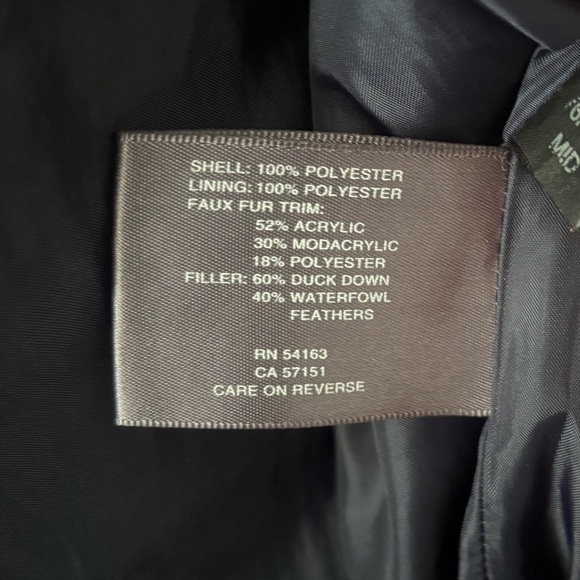 SHELL: 100% POLYESTER
LINING: 100% POLYESTER
FAUX FUR TRIM:
52% ACRYLIC
30% MODACRYLIC
18% POLYESTER
FILLER: 60% DUCK DOWN
40% WATERFOWL
FEATHERS
RN 54163
CA 57151
CARE ON REVERSE